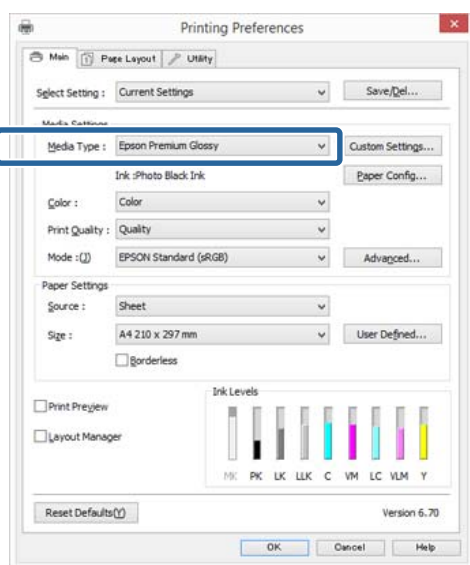 Printing Preferences
Main Page Layout Utility
Select Setting : Current Settings Save/Del...
Media Settings
Media Type : Epson Premium Glossy Custom Settings...
Ink :Photo Black Ink Paper Config...
Color : Color
Print Quality : Quality
Mode :(J) EPSON Standard (sRGB) Advanced...
Paper Settings
Source : Sheet
Size : A4 210 x 297 mm User Defined...
Borderless
Ink Levels
Print Preview
Layout Manager
MK PK LK LLK C VM LC VLM Y
Reset Defaults(Y) Version 6.70
OK Cancel Help